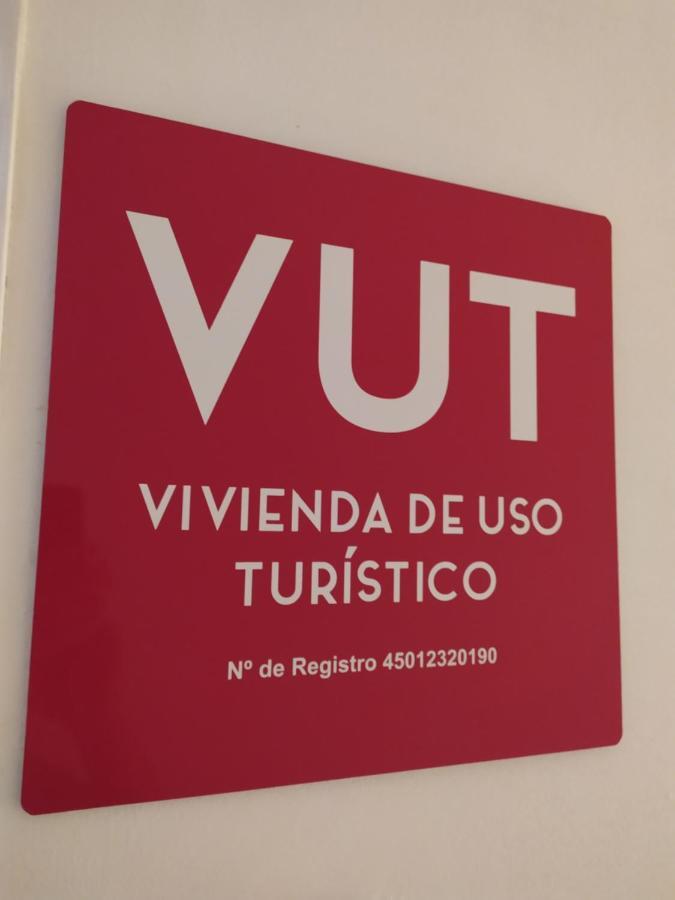 VUT
VIVIENDA DE USO
TURÍSTICO
Nº de Registro 45012320190